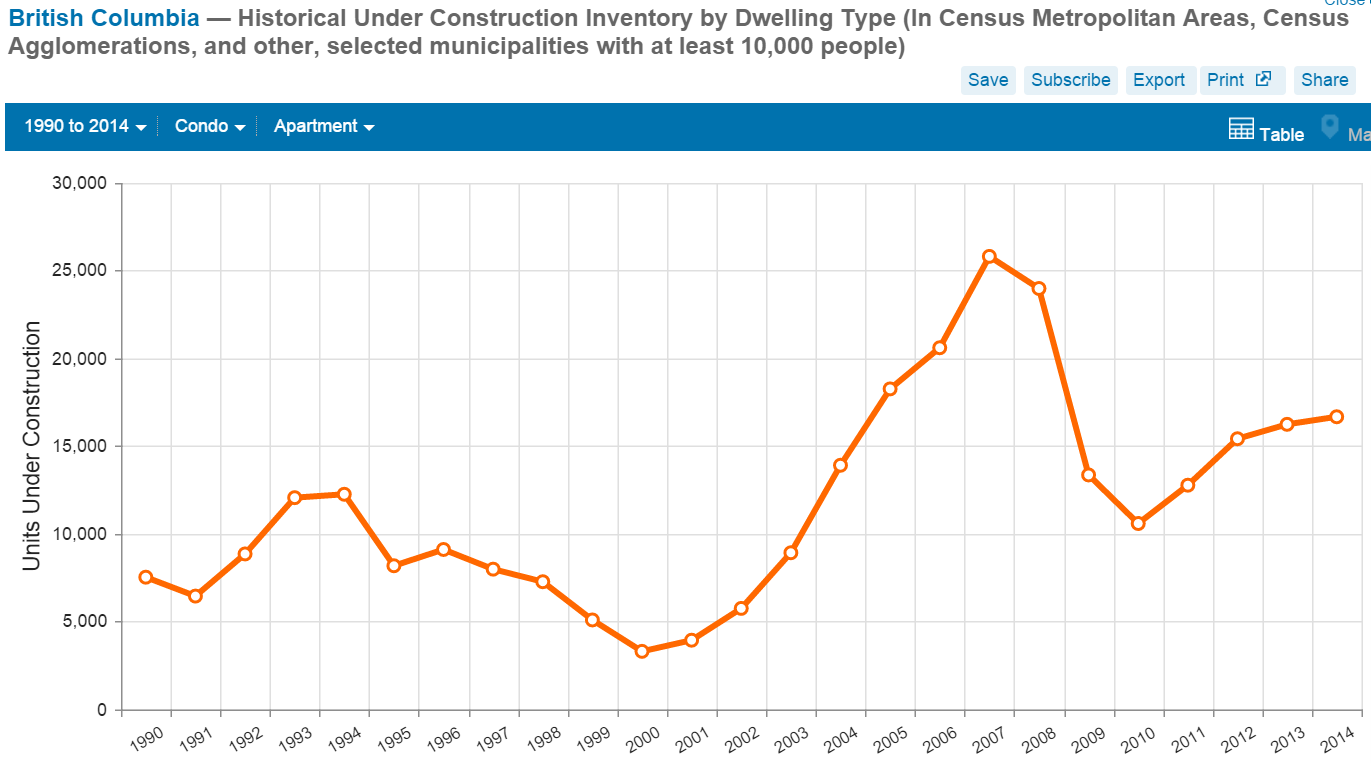 Close
British Columbia — Historical Under Construction Inventory by Dwelling Type (In Census Metropolitan Areas, Census
Agglomerations, and other, selected municipalities with at least 10,000 people)
Save Subscribe Export Print Share
1990 to 2014 Condo Apartment Table
30,000
25,000
20,000
15,000
10,000
5,000
0
Units Under Construction
1990 1991 1992 1993 1994 1995 1996 1997 1998 1999 2000 2001 2002 2003 2004 2005 2006 2007 2008 2009 2010 2011 2012 2013 2014